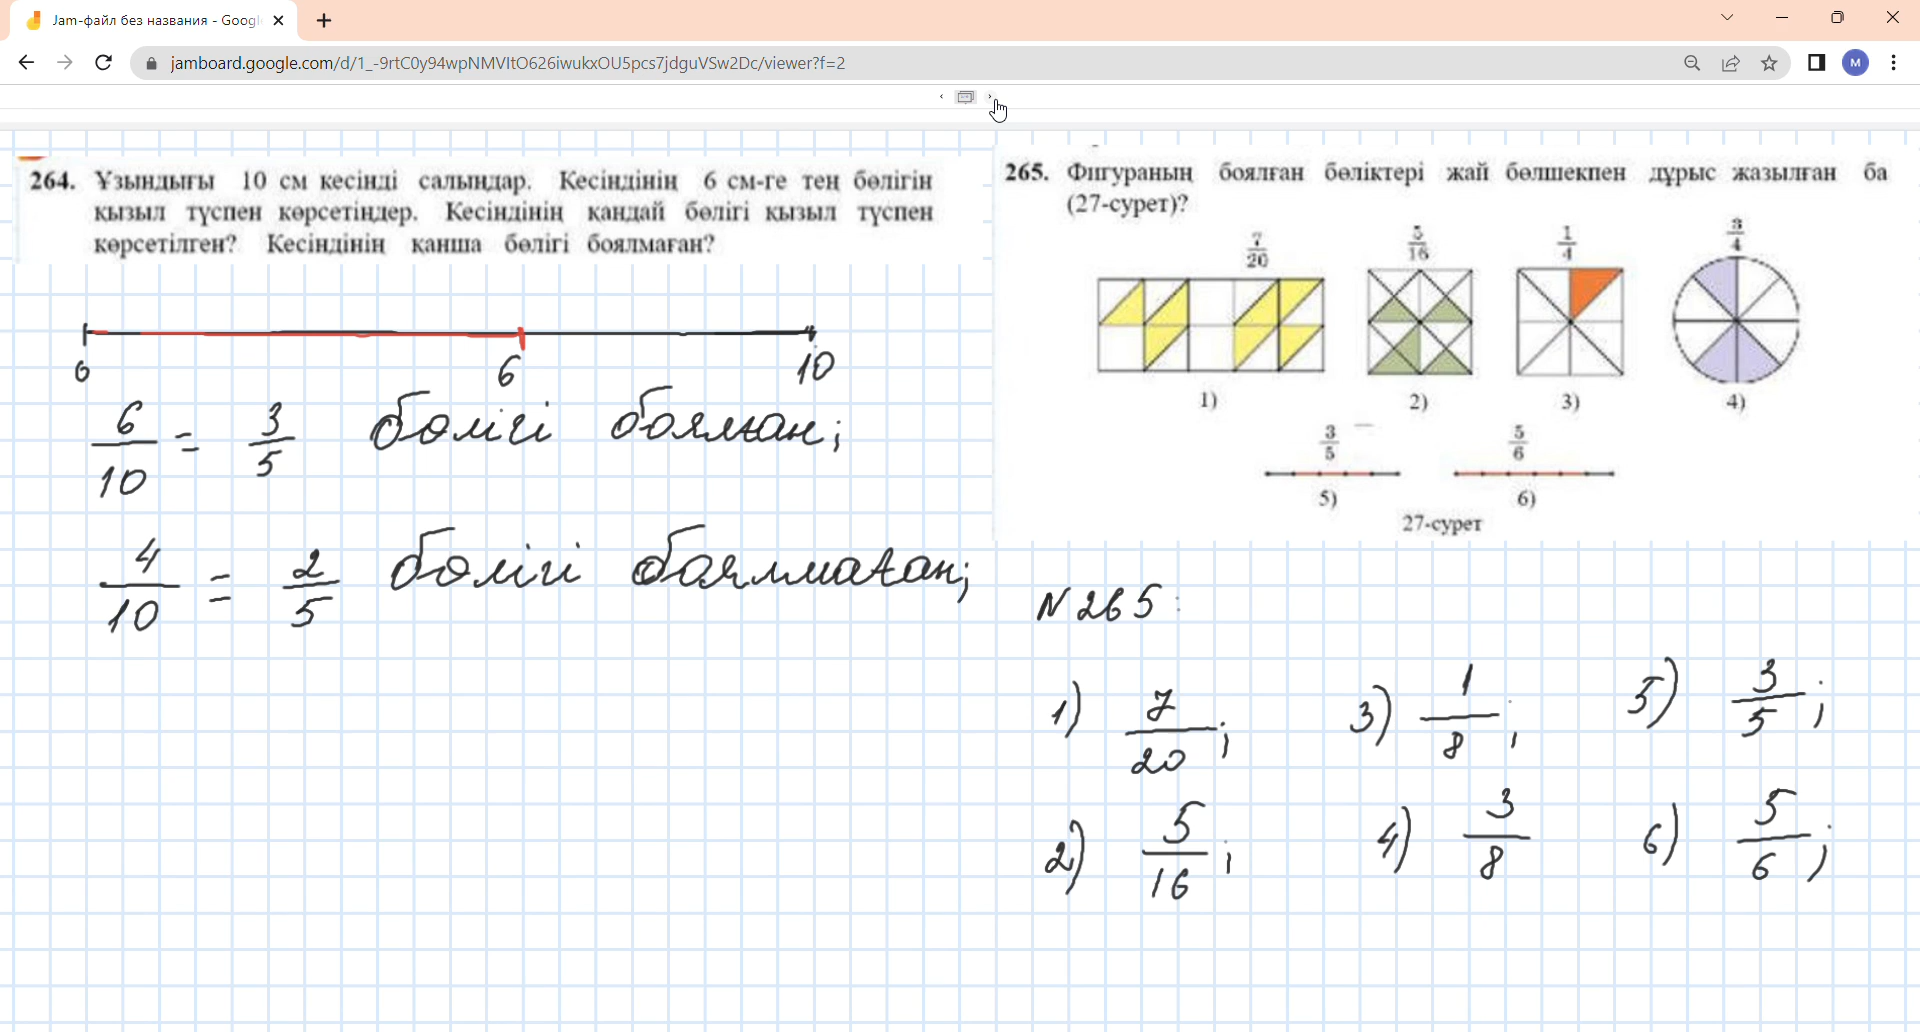 Jam-файл без названия - Googl
jamboard.google.com/d/1_-9rtC0y94wpNMVItO626iwukxOU5pcs7jdguVSw2Dc/viewer?f=2
M
264. Ұзындығы 10 см кесінді салыңдар. Кесіндінің 6 см-ге тең бөлігін
қызыл түспен көрсетіңдер. Кесіндінің қандай бөлігі қызыл түспен
көрсетілген? Кесіндінің қанша бөлігі боялмаған?
0 6 10
6/10 = 3/5 бөлігі боялған;
4/10 = 2/5 бөлігі боялмаған;
265. Фигураның боялған бөліктері жай бөлшекпен дұрыс жазылған ба
(27-сурет)?
7/20 5/16 1/4 3/4
1) 2) 3) 4)
3/5 5/6
5) 6)
27-сурет
N 265:
1) 7/20; 3) 1/8; 5) 3/5;
2) 5/16; 4) 3/8 6) 5/6;